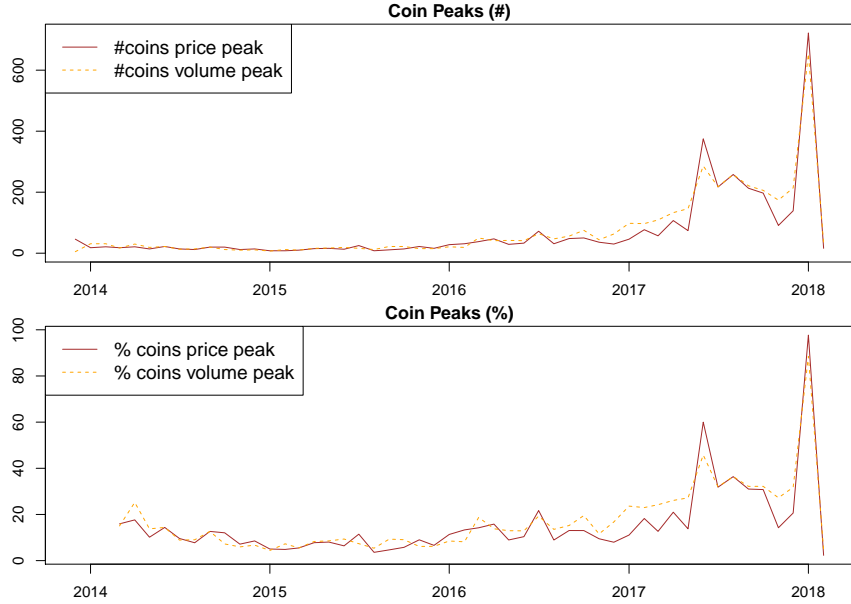 Coin Peaks (#)
#coins price peak
#coins volume peak
600
400
200
0
2014 2015 2016 2017 2018
Coin Peaks (%)
% coins price peak
% coins volume peak
100
80
60
40
20
0
2014 2015 2016 2017 2018